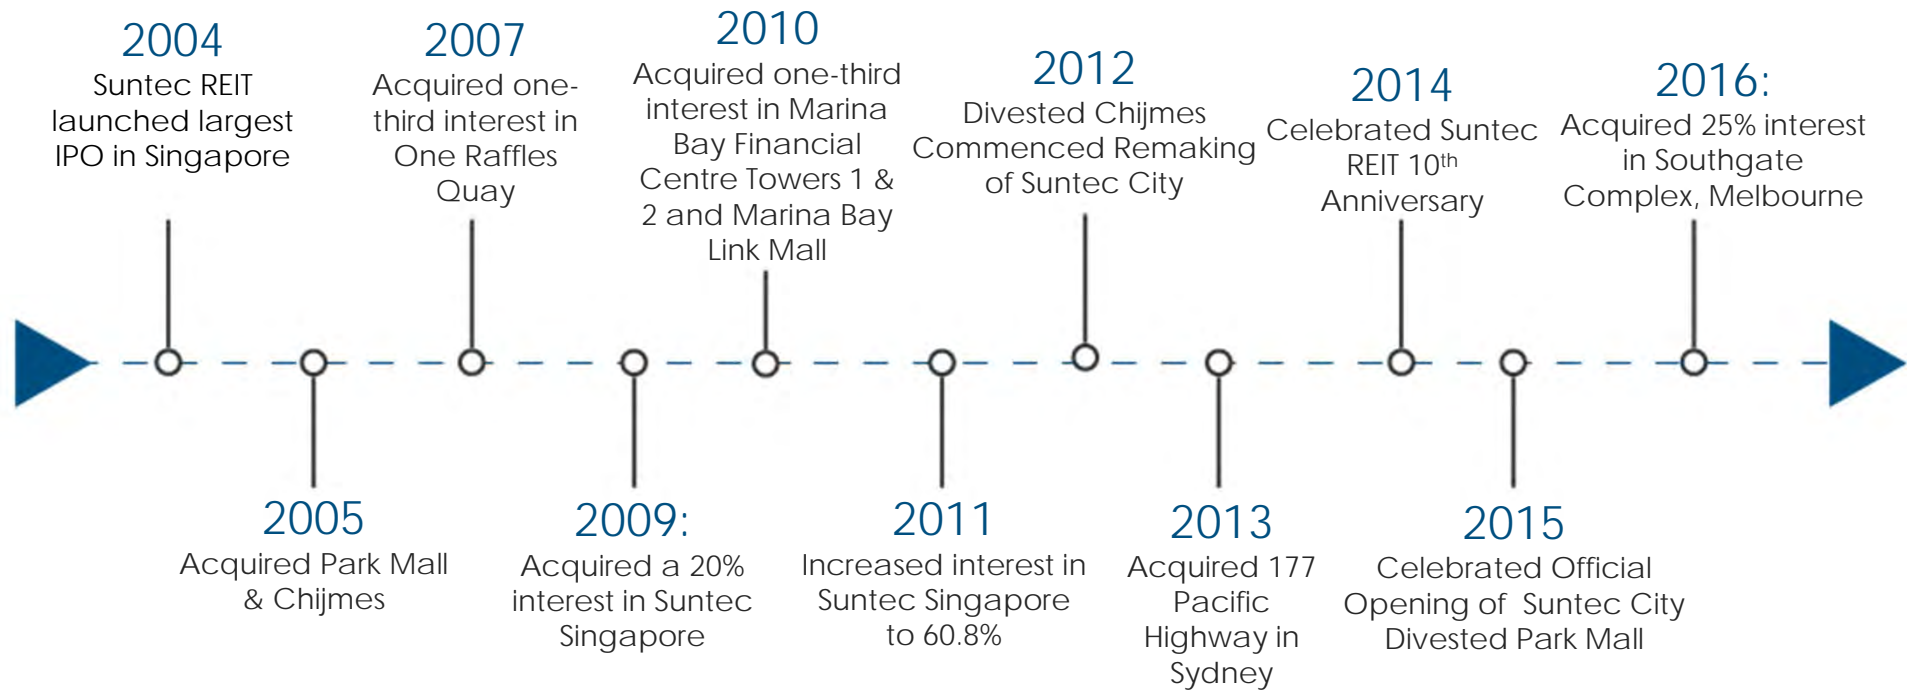 2004
Suntec REIT
launched largest
IPO in Singapore
2005
Acquired Park Mall
& Chijmes
2007
Acquired one-
third interest in
One Raffles
Quay
2009:
Acquired a 20%
interest in Suntec
Singapore
2010
Acquired one-third
interest in Marina
Bay Financial
Centre Towers 1 &
2 and Marina Bay
Link Mall
2011
Increased interest in
Suntec Singapore
to 60.8%
2012
Divested Chijmes
Commenced Remaking
of Suntec City
2013
Acquired 177
Pacific
Highway in
Sydney
2014
Celebrated Suntec
REIT 10th
Anniversary
2015
Celebrated Official
Opening of Suntec City
Divested Park Mall
2016:
Acquired 25% interest
in Southgate
Complex, Melbourne